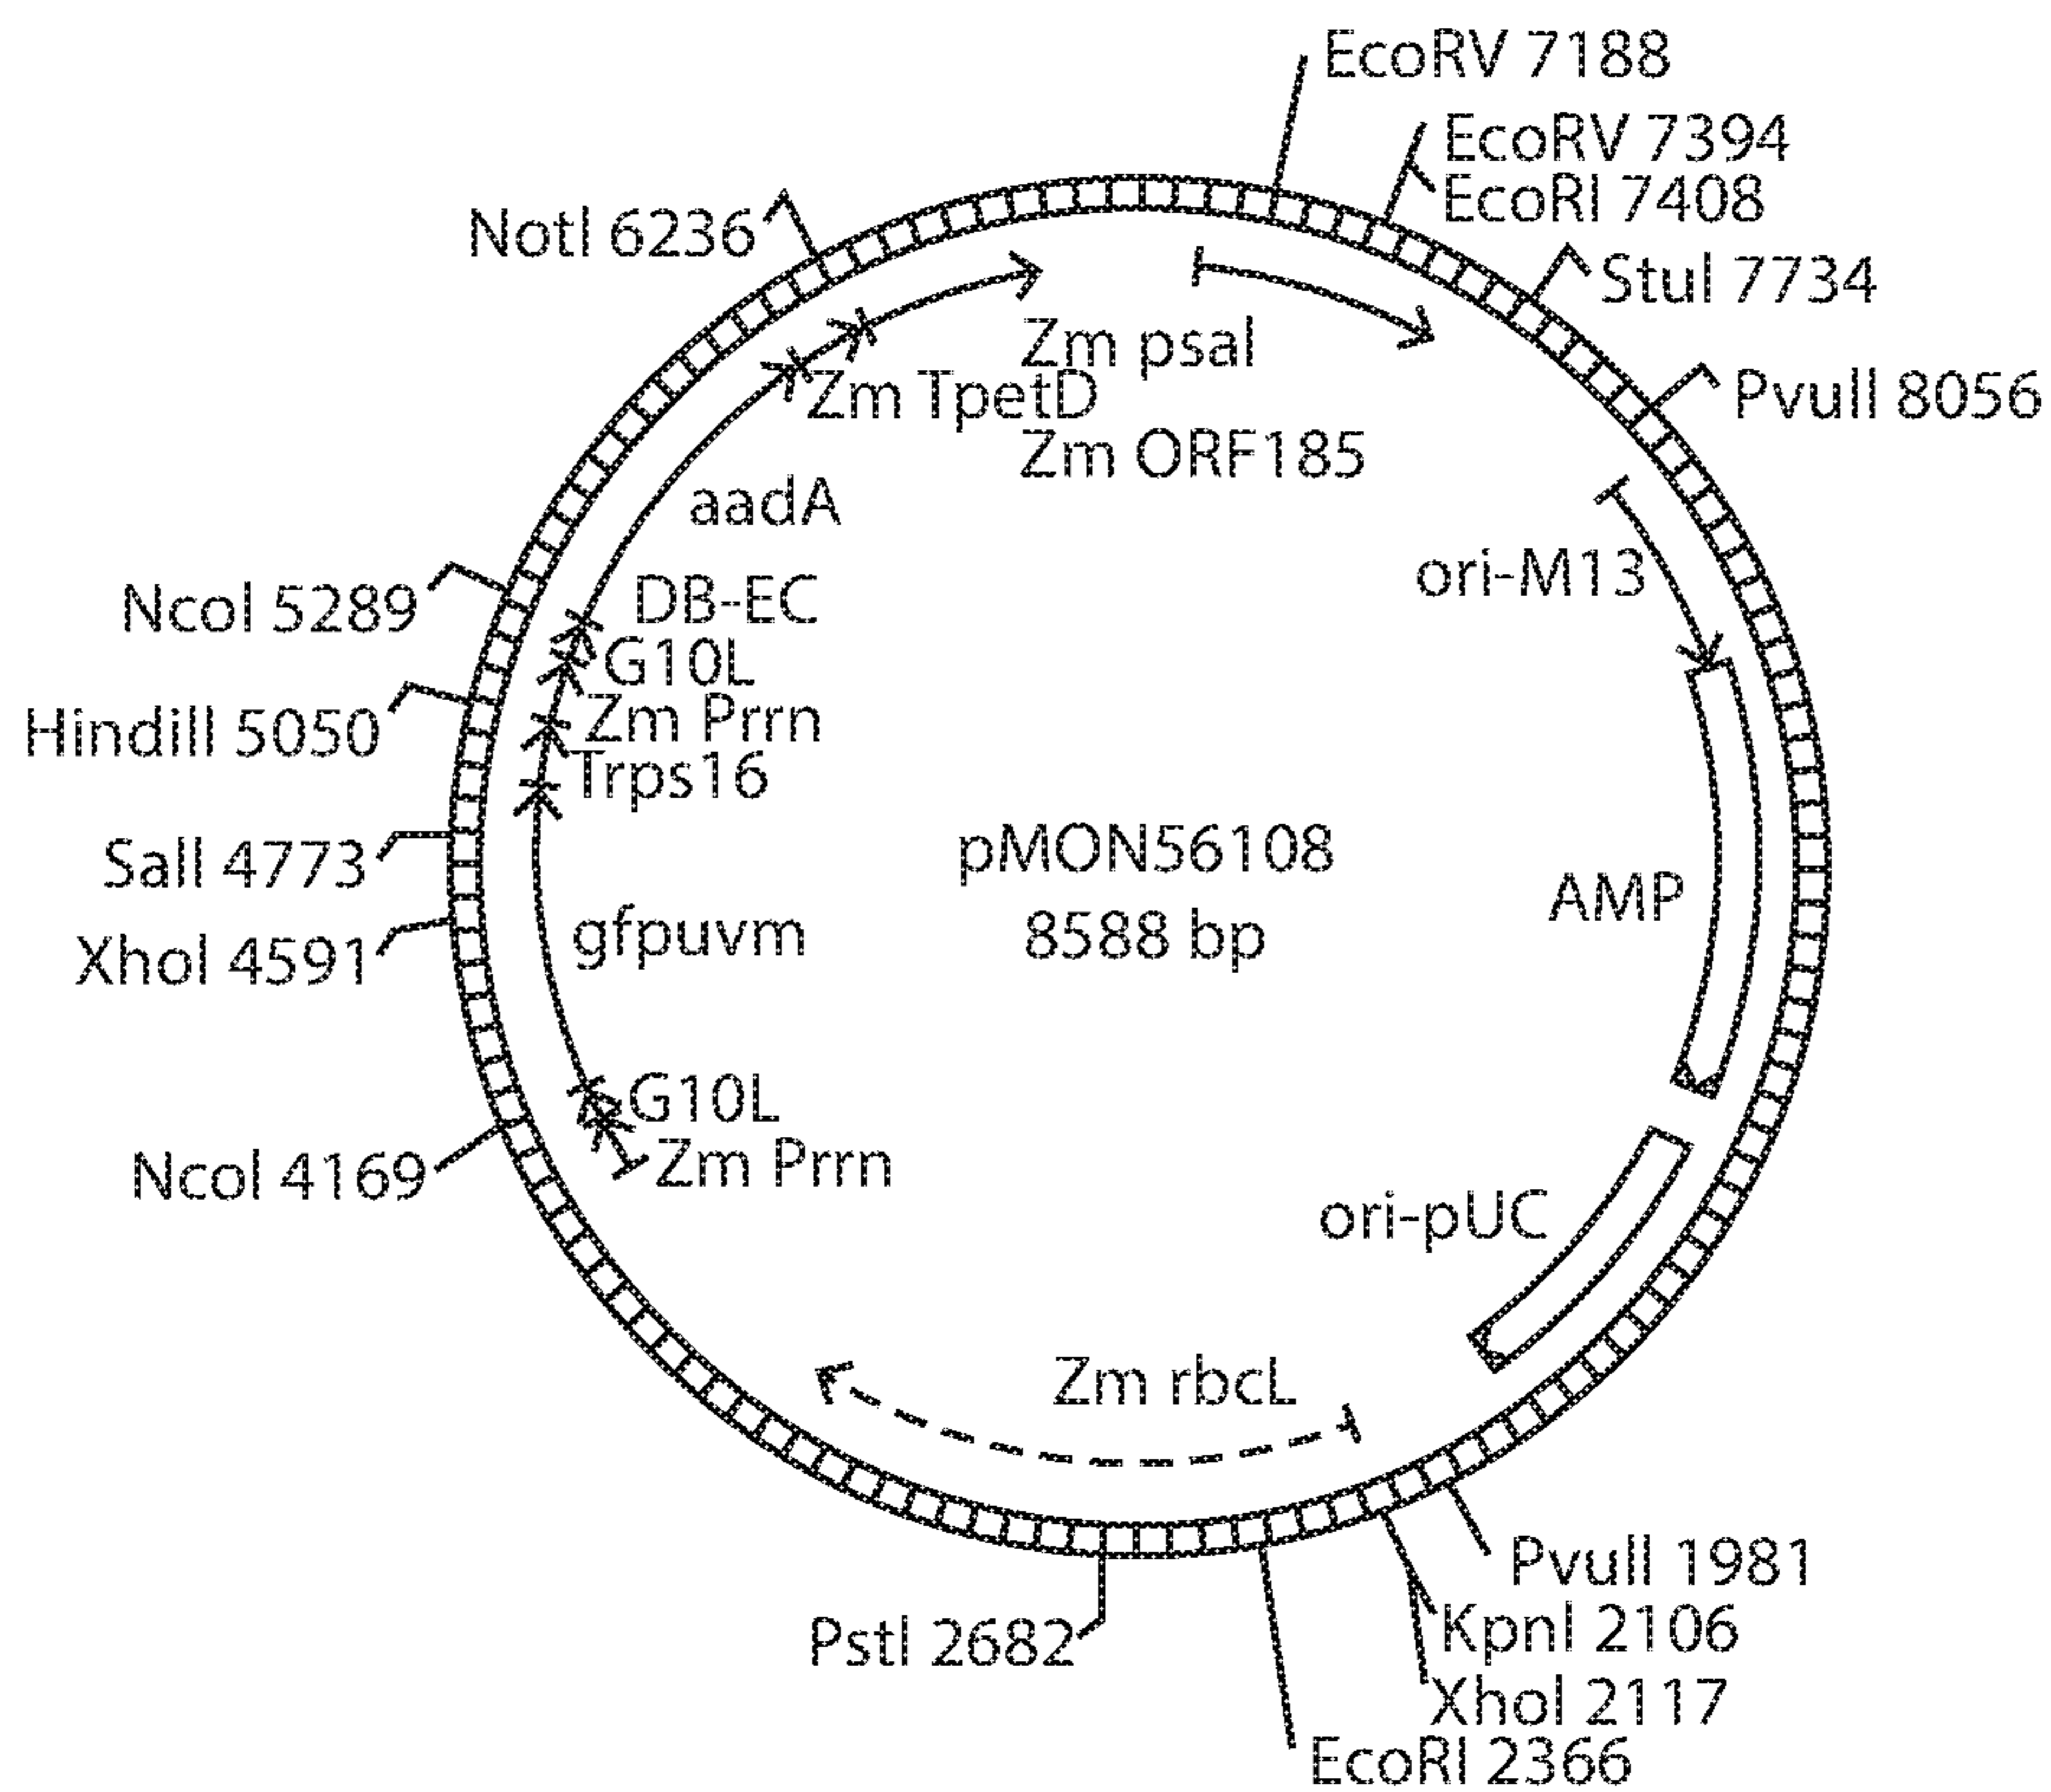 EcoRV 7188
EcoRV 7394
EcoRI 7408
NotI 6236
StuI 7734
Zm psaI
PvuII 8056
Zm TpetD
Zm ORF185
aadA
ori-M13
DB-EC
NcoI 5289
G10L
Zm Prrn
Hindill 5050
Trps16
pMON56108
8588 bp
SalI 4773
AMP
gfpuvm
XhoI 4591
G10L
Zm Prrn
NcoI 4169
ori-pUC
Zm rbcL
PvuII 1981
KpnI 2106
PstI 2682
XhoI 2117
EcoRI 2366